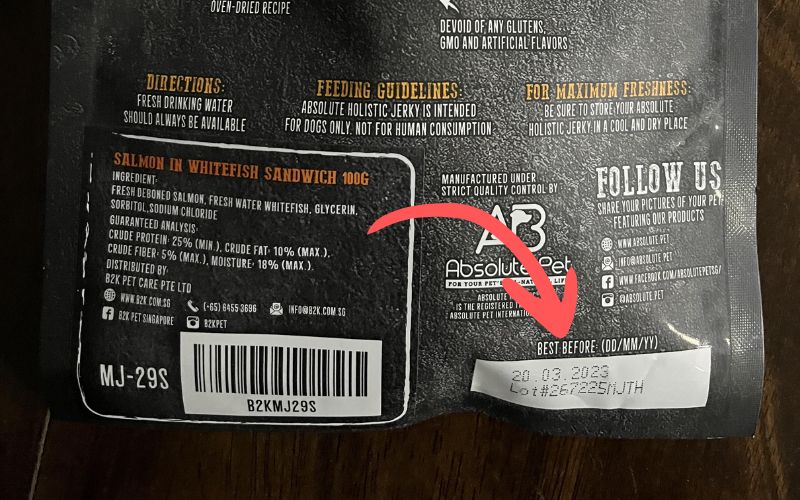 OVEN-DRIED RECIPE
DEVOID OF ANY GLUTENS,
GMO AND ARTIFICIAL FLAVORS
DIRECTIONS:
FRESH DRINKING WATER
SHOULD ALWAYS BE AVAILABLE
FEEDING GUIDELINES:
ABSOLUTE HOLISTIC JERKY IS INTENDED
FOR DOGS ONLY. NOT FOR HUMAN CONSUMPTION
FOR MAXIMUM FRESHNESS:
BE SURE TO STORE YOUR ABSOLUTE
HOLISTIC JERKY IN A COOL AND DRY PLACE
SALMON IN WHITEFISH SANDWICH 100G
INGREDIENT:
FRESH DEBONED SALMON, FRESH WATER WHITEFISH, GLYCERIN,
SORBITOL,SODIUM CHLORIDE
GUARANTEED ANALYSIS:
CRUDE PROTEIN: 25% (MIN.), CRUDE FAT: 10% (MAX.),
CRUDE FIBER: 5% (MAX.), MOISTURE: 18% (MAX.).
DISTRIBUTED BY:
B2K PET CARE PTE LTD
WWW.B2K.COM.SG
(+65) 6455 3696
INFO@B2K.COM.SG
B2K PET SINGAPORE
B2KPET
MJ-29S
B2KMJ29S
MANUFACTURED UNDER
STRICT QUALITY CONTROL BY
AB
Absolute Pet
FOR YOUR PET'S
ABSOLUTE
IS THE REGISTERED
ABSOLUTE PET
FOLLOW US
SHARE YOUR PICTURES OF YOUR PET
FEATURING OUR PRODUCTS
WWW.ABSOLUTE.PET
INFO@ABSOLUTE.PET
WWW.FACEBOOK.COM/ABSOLUTEPETSG/
@ABSOLUTE.PET
BEST BEFORE: (DD/MM/YY)
20.03.2023
Lot#267225MJTH